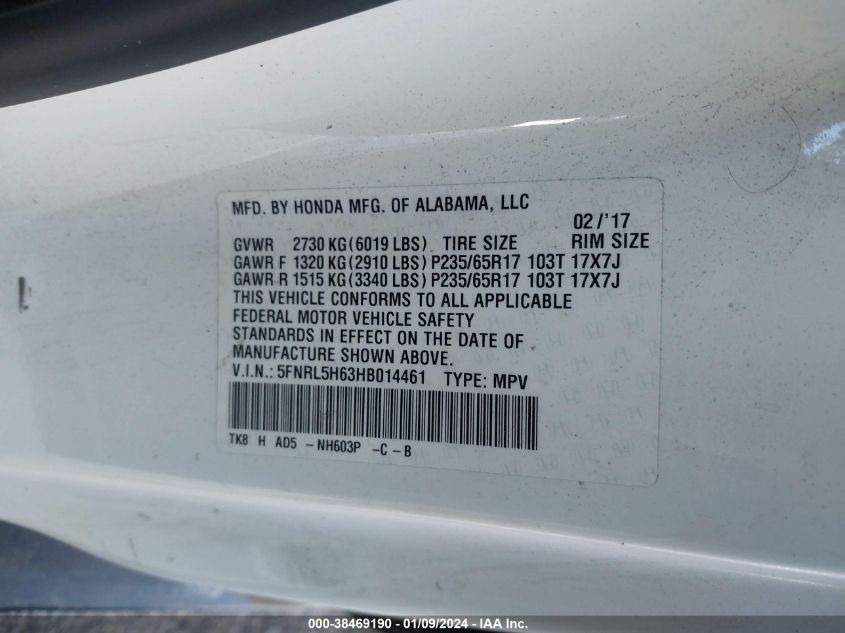 MFD. BY HONDA MFG. OF ALABAMA, LLC
02/'17
GVWR 2730 KG(6019 LBS) TIRE SIZE RIM SIZE
GAWR F 1320 KG(2910 LBS) P235/65R17 103T 17X7J
GAWR R 1515 KG(3340 LBS) P235/65R17 103T 17X7J
THIS VEHICLE CONFORMS TO ALL APPLICABLE
FEDERAL MOTOR VEHICLE SAFETY
STANDARDS IN EFFECT ON THE DATE OF
MANUFACTURE SHOWN ABOVE.
V.I.N.: 5FNRL5H63HB014461 TYPE: MPV
TK8 H AD5 -NH603P -C-B
000-38469190 - 01/09/2024 - IAA Inc.